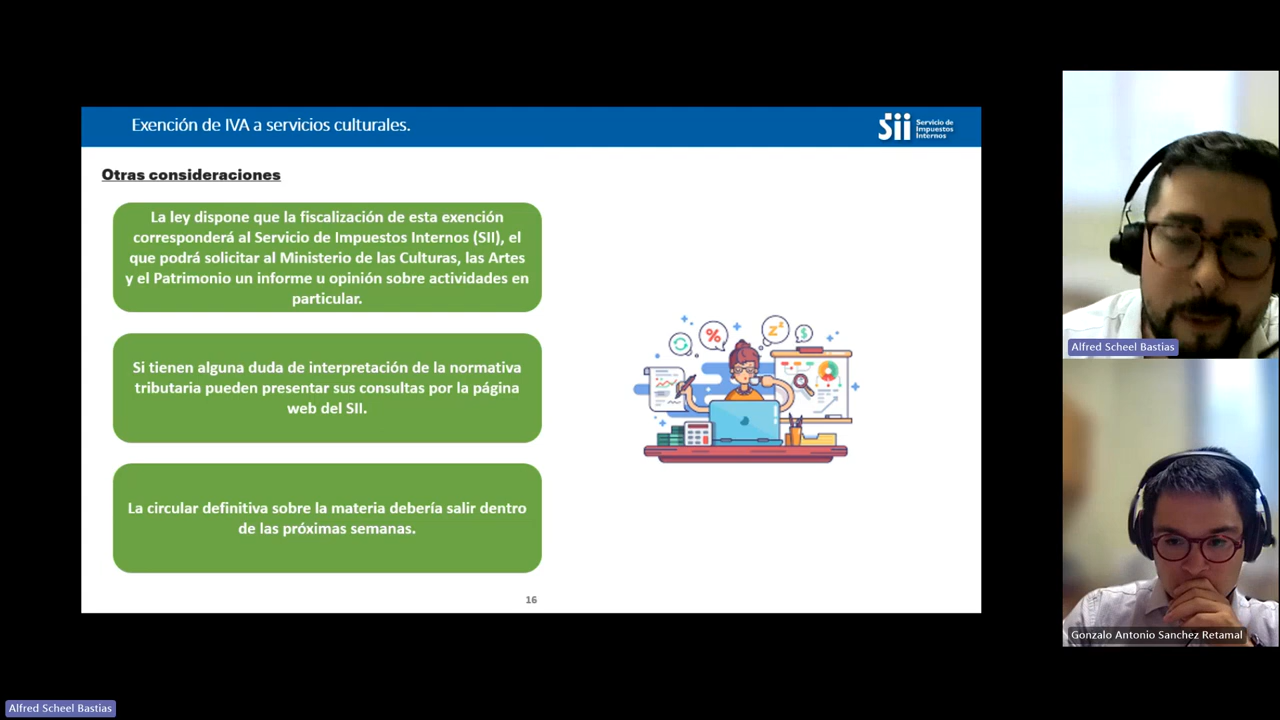 Exención de IVA a servicios culturales.
Sii Servicio de
Impuestos
Internos
Otras consideraciones
La ley dispone que la fiscalización de esta exención
corresponderá al Servicio de Impuestos Internos (SII), el
que podrá solicitar al Ministerio de las Culturas, las Artes
y el Patrimonio un informe u opinión sobre actividades en
particular.
Si tienen alguna duda de interpretación de la normativa
tributaria pueden presentar sus consultas por la página
web del SII.
La circular definitiva sobre la materia debería salir dentro
de las próximas semanas.
16
%
zz
$
Alfred Scheel Bastias
Gonzalo Antonio Sanchez Retamal
Alfred Scheel Bastias